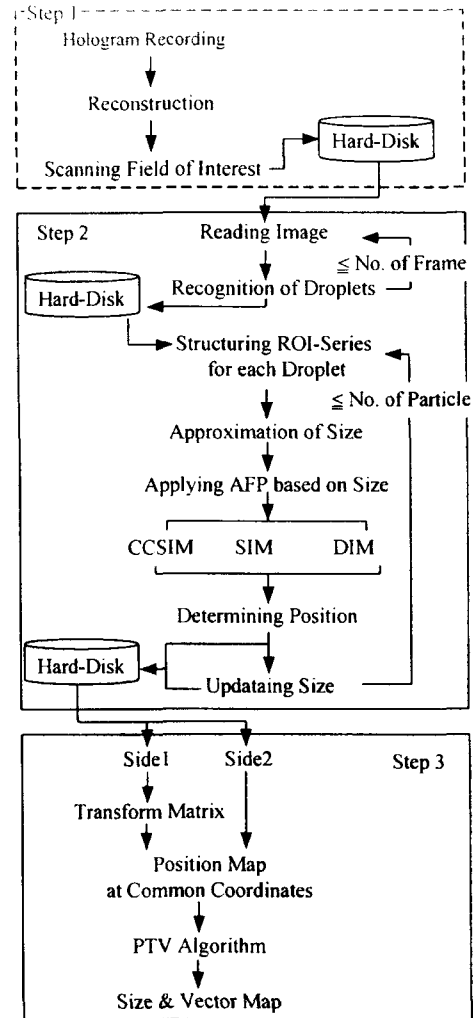 Step 1
Hologram Recording
Reconstruction
Scanning Field of Interest
Hard-Disk
Step 2
Reading Image
≦ No. of Frame
Hard-Disk
Recognition of Droplets
Structuring ROI-Series
for each Droplet
≦ No. of Particle
Approximation of Size
Applying AFP based on Size
CCSIM SIM DIM
Determining Position
Hard-Disk
Updataing Size
Side1 Side2 Step 3
Transform Matrix
Position Map
at Common Coordinates
PTV Algorithm
Size & Vector Map